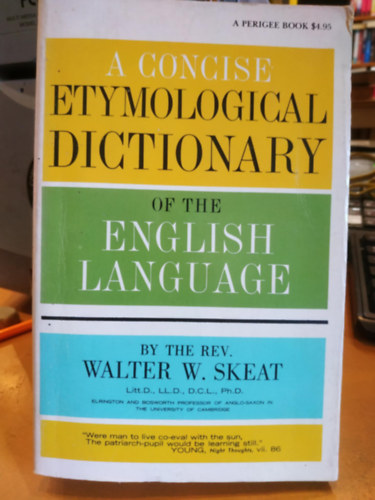 A PERIGEE BOOK $4.95
A CONCISE
ETYMOLOGICAL
DICTIONARY
OF THE
ENGLISH
LANGUAGE
BY THE REV.
WALTER W. SKEAT
Litt.D., LL.D., D.C.L., Ph.D.
ELRINGTON AND BOSWORTH PROFESSOR OF ANGLO-SAXON IN
THE UNIVERSITY OF CAMBRIDGE
"Were man to live co-eval with the sun,
The patriarch-pupil would be learning still."
YOUNG, Night Thoughts, vii. 86